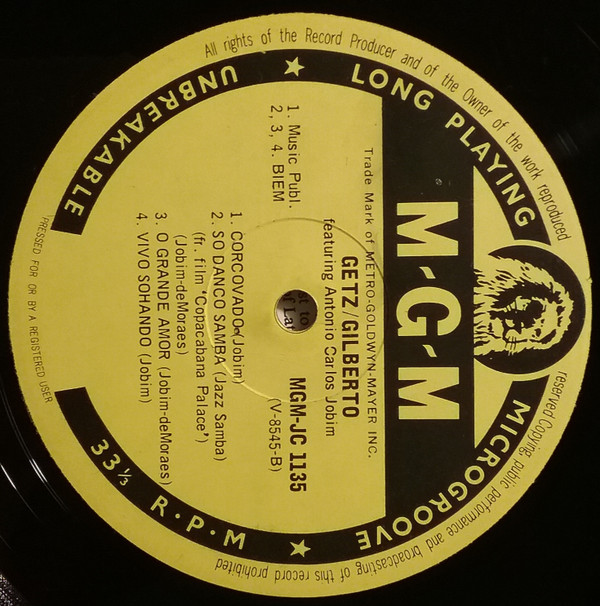 All rights of the Record Producer and of the Owner of the work reproduced
reserved Copying, public performance and broadcasting of this record prohibited
UNBREAKABLE ★ LONG PLAYING
MICROGROOVE ★ 33⅓ R·P·M
M-G-M
Trade Mark of METRO-GOLDWYN-MAYER INC.
GETZ/GILBERTO
featuring Antonio Carlos Jobim
1. Music Publ.
2, 3, 4. BIEM
MGM-JC 1135
(V-8545-B)
1. CORCOVADO (Jobim)
2. SO DANCO SAMBA (Jazz Samba)
(fr. film "Copacabana Palace")
(Jobim-deMoraes)
3. O GRANDE AMOR (Jobim-deMoraes)
4. VIVO SOHANDO (Jobim)
PRESSED FOR OR BY A REGISTERED USER